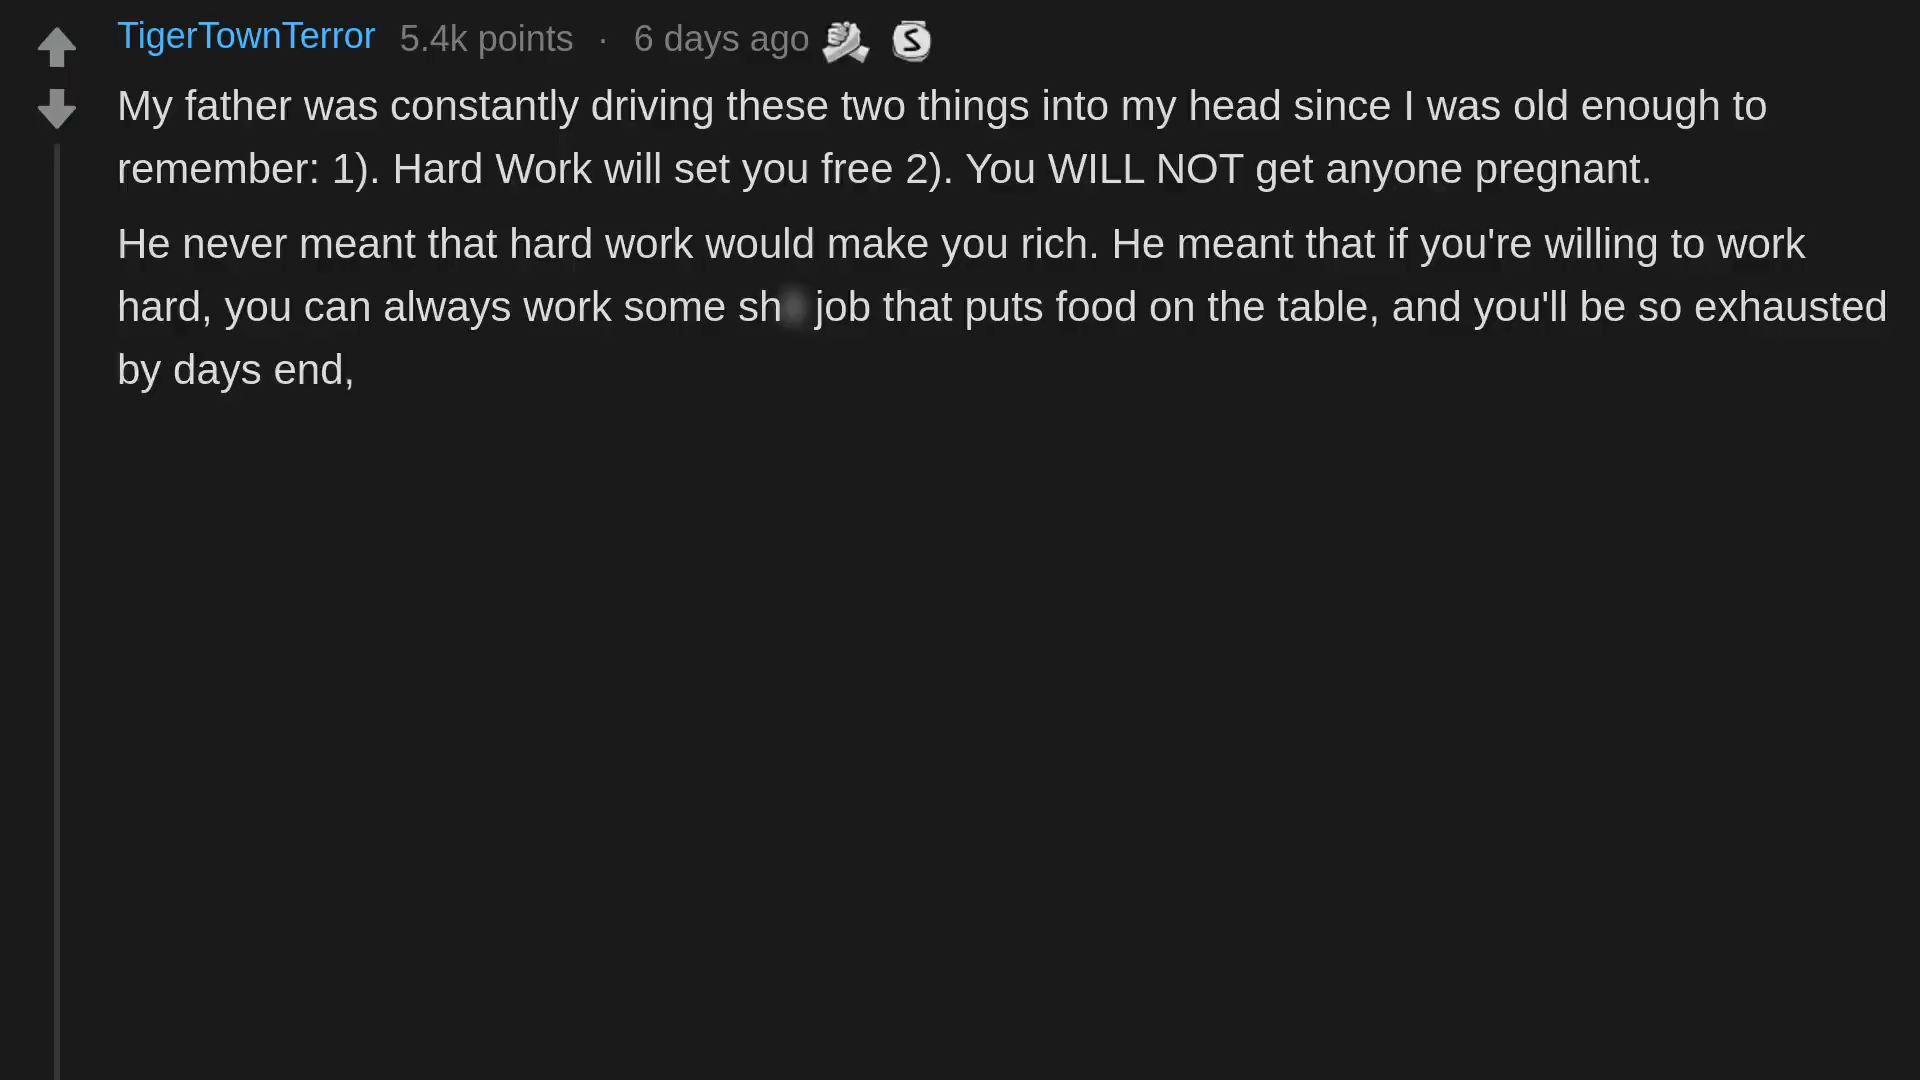 TigerTownTerror 5.4k points · 6 days ago
My father was constantly driving these two things into my head since I was old enough to
remember: 1). Hard Work will set you free 2). You WILL NOT get anyone pregnant.
He never meant that hard work would make you rich. He meant that if you're willing to work
hard, you can always work some sh job that puts food on the table, and you'll be so exhausted
by days end,